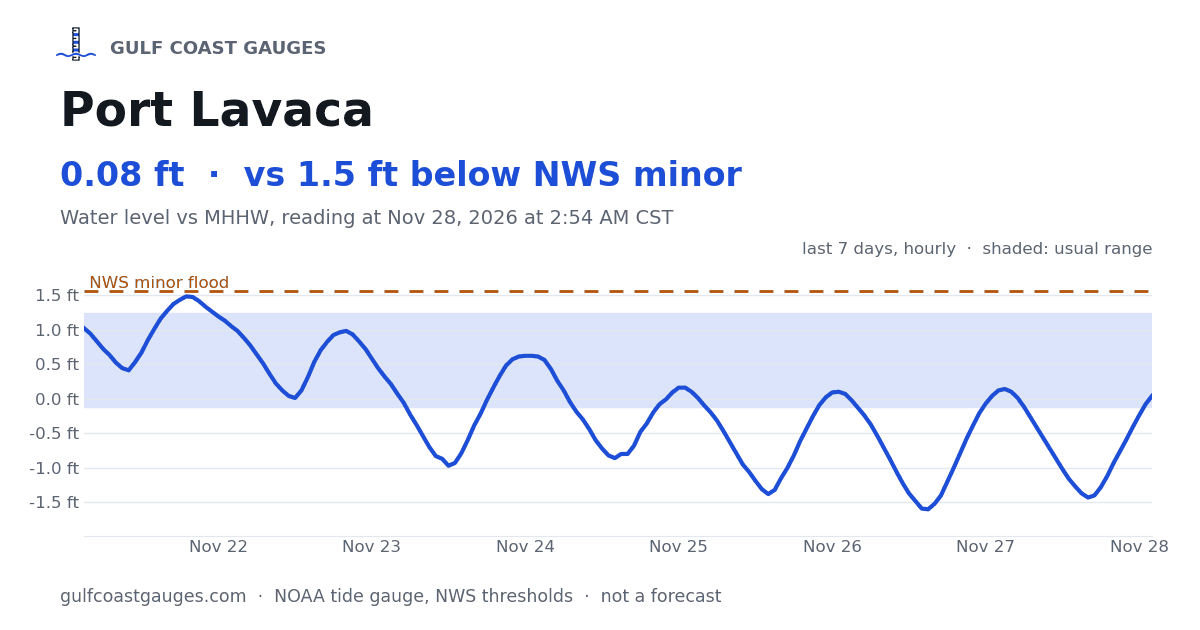 GULF COAST GAUGES
Port Lavaca
0.08 ft · vs 1.5 ft below NWS minor
Water level vs MHHW, reading at Nov 28, 2026 at 2:54 AM CST
last 7 days, hourly · shaded: usual range
NWS minor flood
1.5 ft
1.0 ft
0.5 ft
0.0 ft
-0.5 ft
-1.0 ft
-1.5 ft
Nov 22 Nov 23 Nov 24 Nov 25 Nov 26 Nov 27 Nov 28
gulfcoastgauges.com · NOAA tide gauge, NWS thresholds · not a forecast